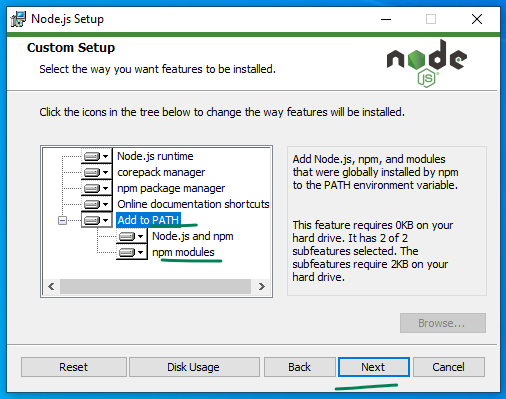 Node.js Setup
Custom Setup
Select the way you want features to be installed.
node
JS
Click the icons in the tree below to change the way features will be installed.
Node.js runtime
corepack manager
npm package manager
Online documentation shortcuts
Add to PATH
Node.js and npm
npm modules
Add Node.js, npm, and modules
that were globally installed by npm
to the PATH environment variable.
This feature requires 0KB on your
hard drive. It has 2 of 2
subfeatures selected. The
subfeatures require 2KB on your
hard drive.
Browse...
Reset
Disk Usage
Back
Next
Cancel